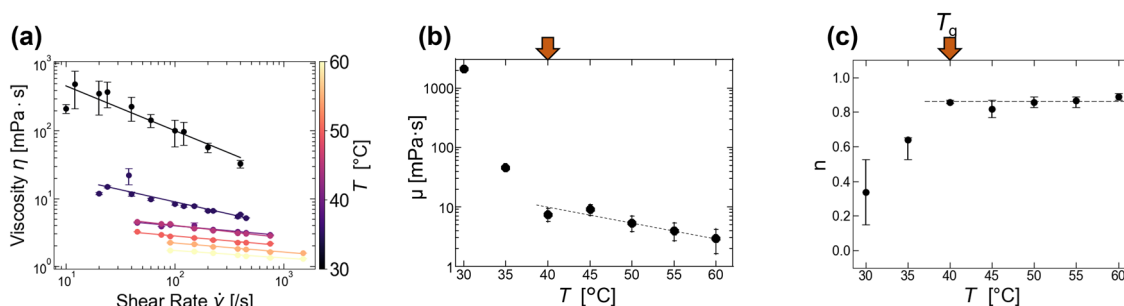 (a)
10³
10²
10¹
10⁰
Viscosity η [mPa · s]
10¹
10²
10³
Shear Rate γ̇ [/s]
60
50
40
30
T [°C]
(b)
1000
100
10
1
μ [mPa·s]
30 35 40 45 50 55 60
T [°C]
(c)
Tg
1.0
0.8
0.6
0.4
0.2
0.0
n
30 35 40 45 50 55 60
T [°C]